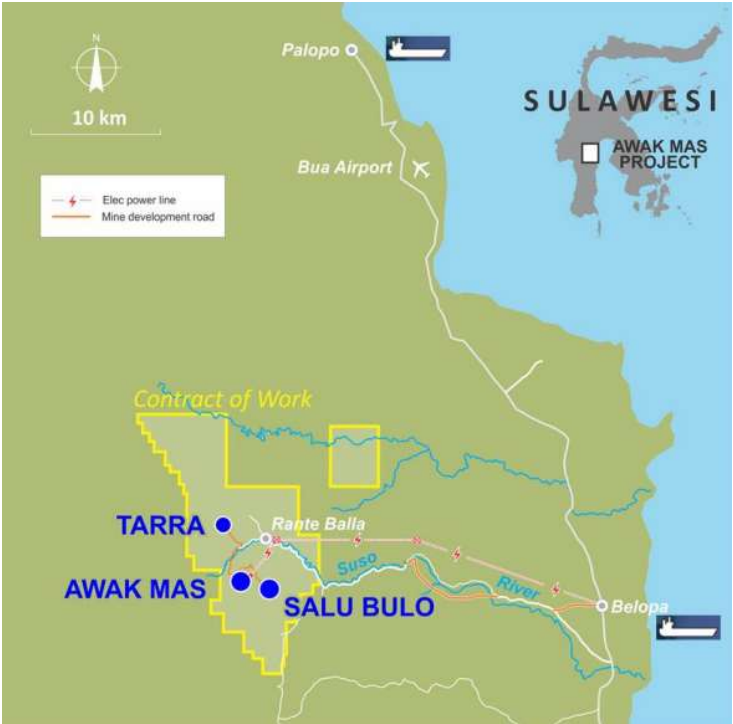 Palopo
SULAWESI
10 km
AWAK MAS
PROJECT
Bua Airport
Elec power line
Mine development road
Contract of Work
TARRA
Rante Balla
Suso
River
AWAK MAS
SALU BULO
Belopa